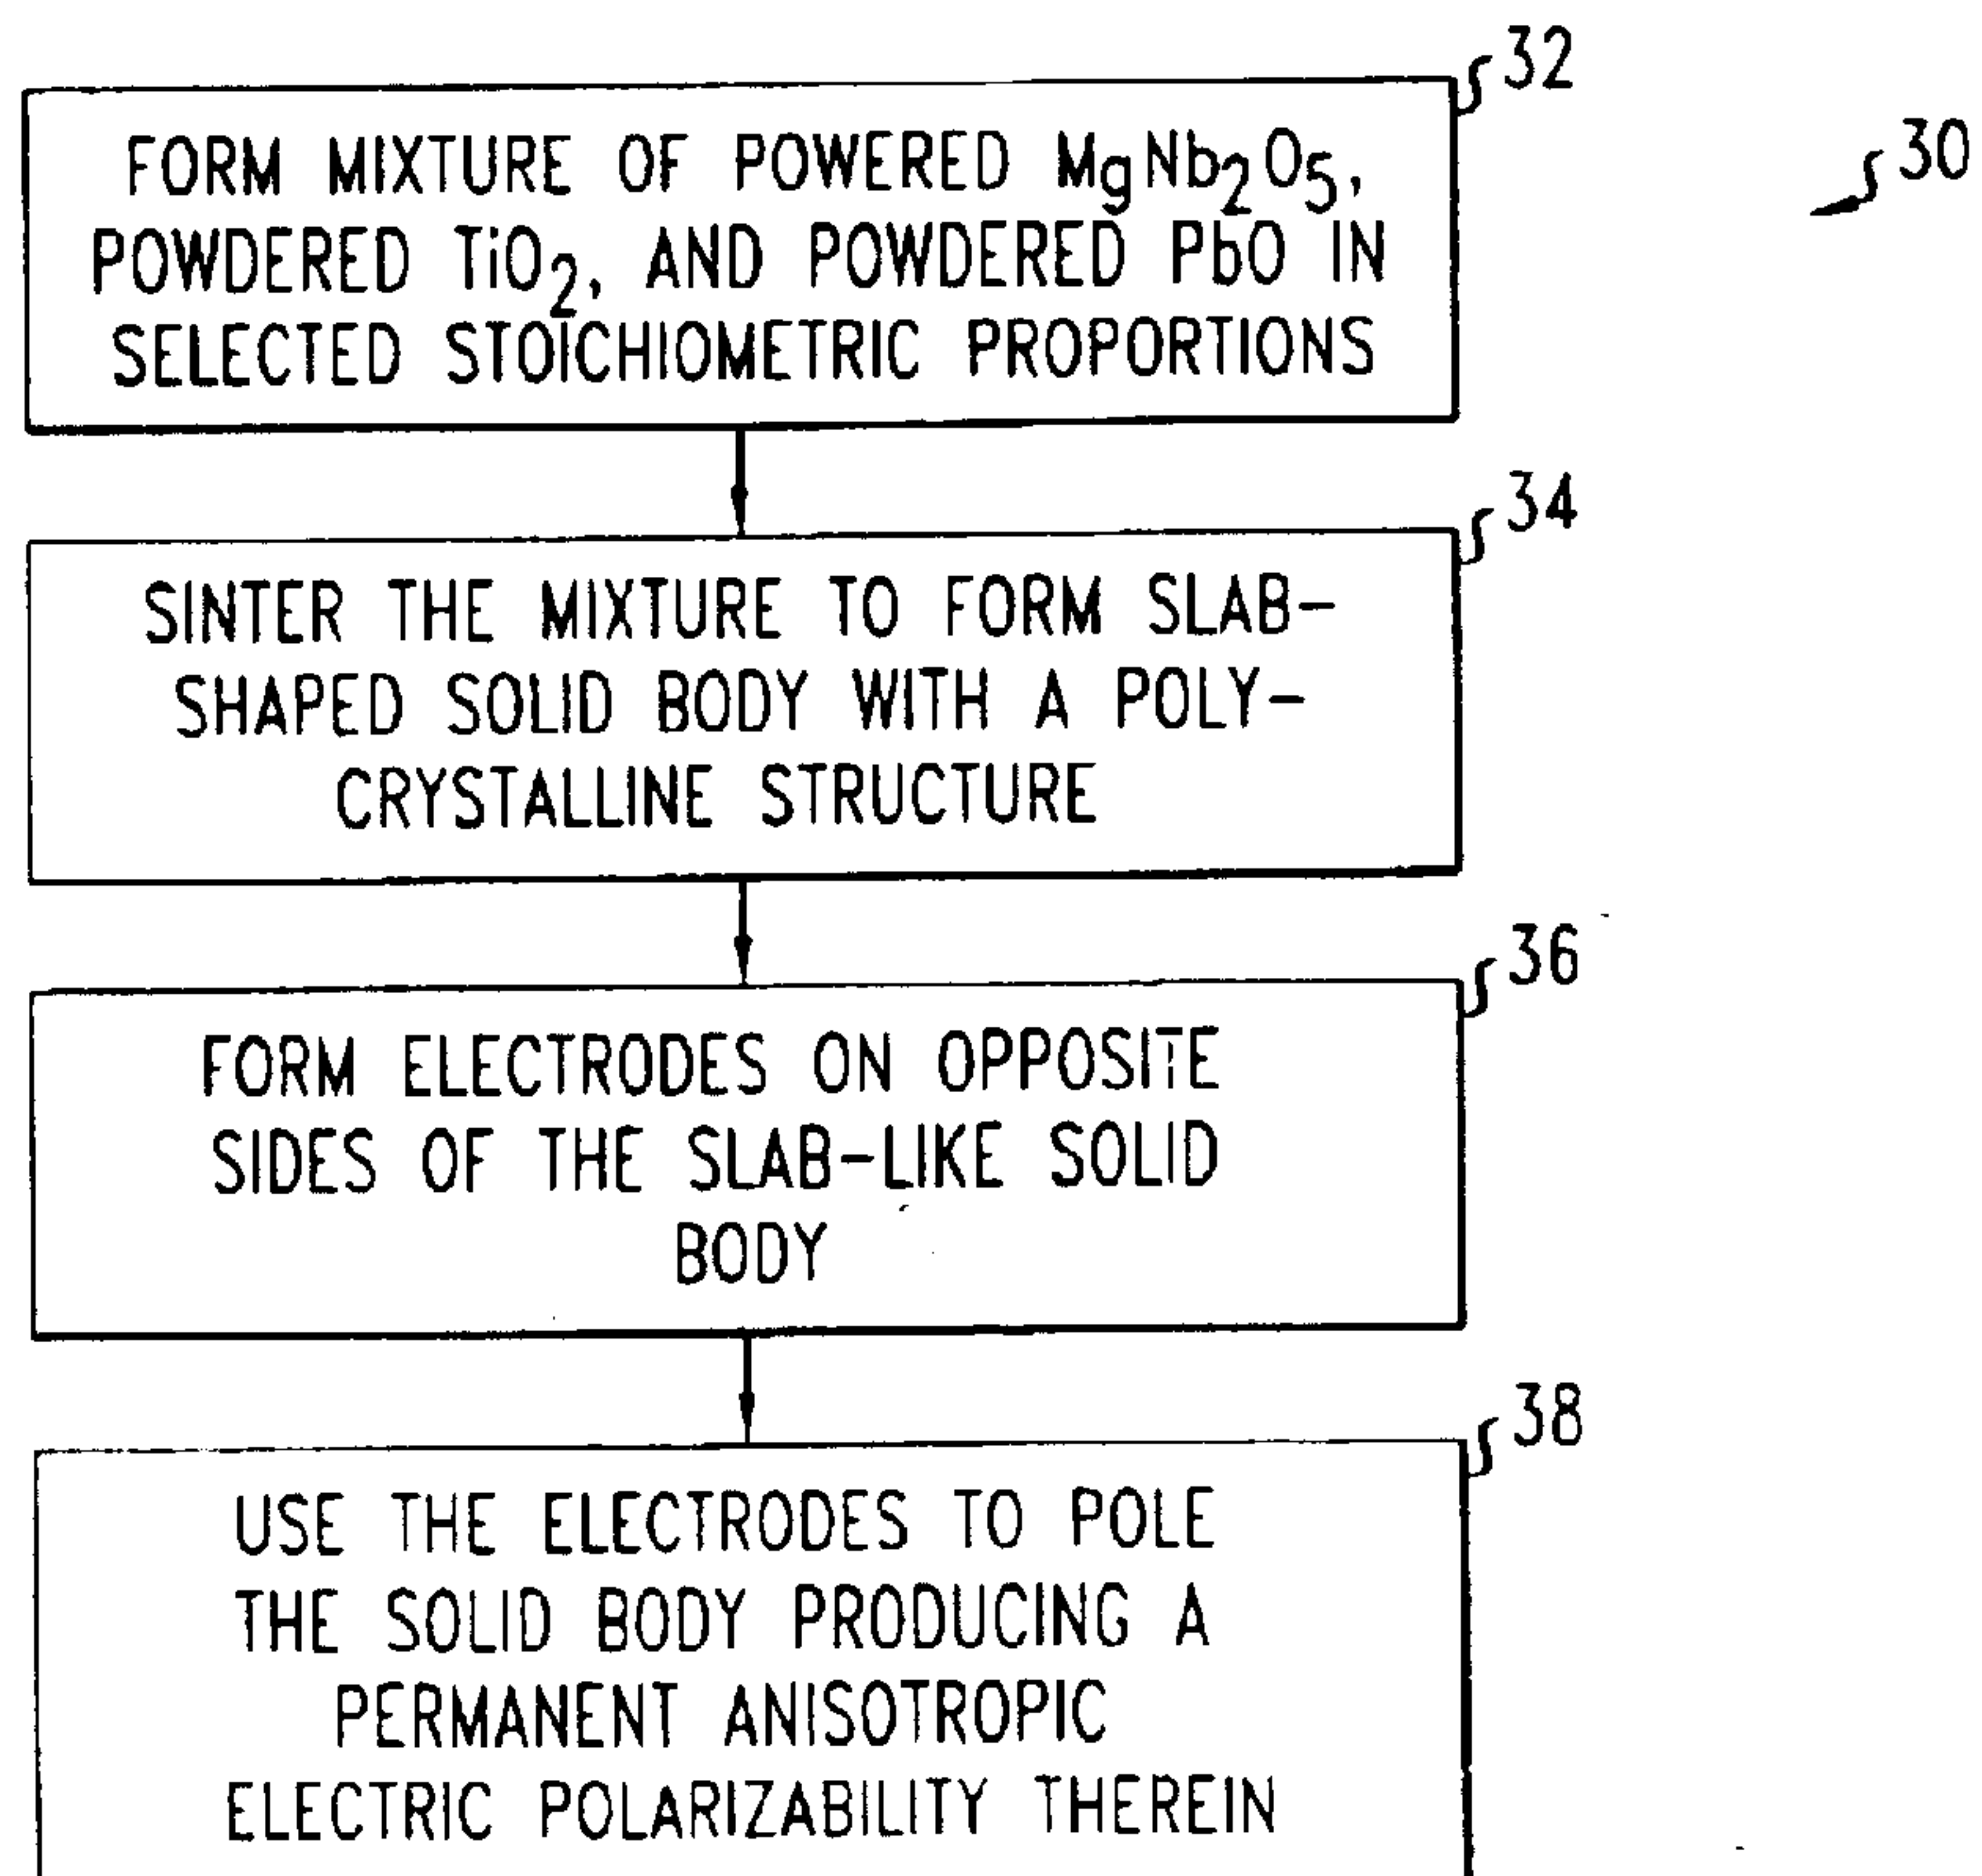 32
30
FORM MIXTURE OF POWERED MgNb₂O₅,
POWDERED TiO₂, AND POWDERED PbO IN
SELECTED STOICHIOMETRIC PROPORTIONS
34
SINTER THE MIXTURE TO FORM SLAB-
SHAPED SOLID BODY WITH A POLY-
CRYSTALLINE STRUCTURE
36
FORM ELECTRODES ON OPPOSITE
SIDES OF THE SLAB-LIKE SOLID
BODY
38
USE THE ELECTRODES TO POLE
THE SOLID BODY PRODUCING A
PERMANENT ANISOTROPIC
ELECTRIC POLARIZABILITY THEREIN